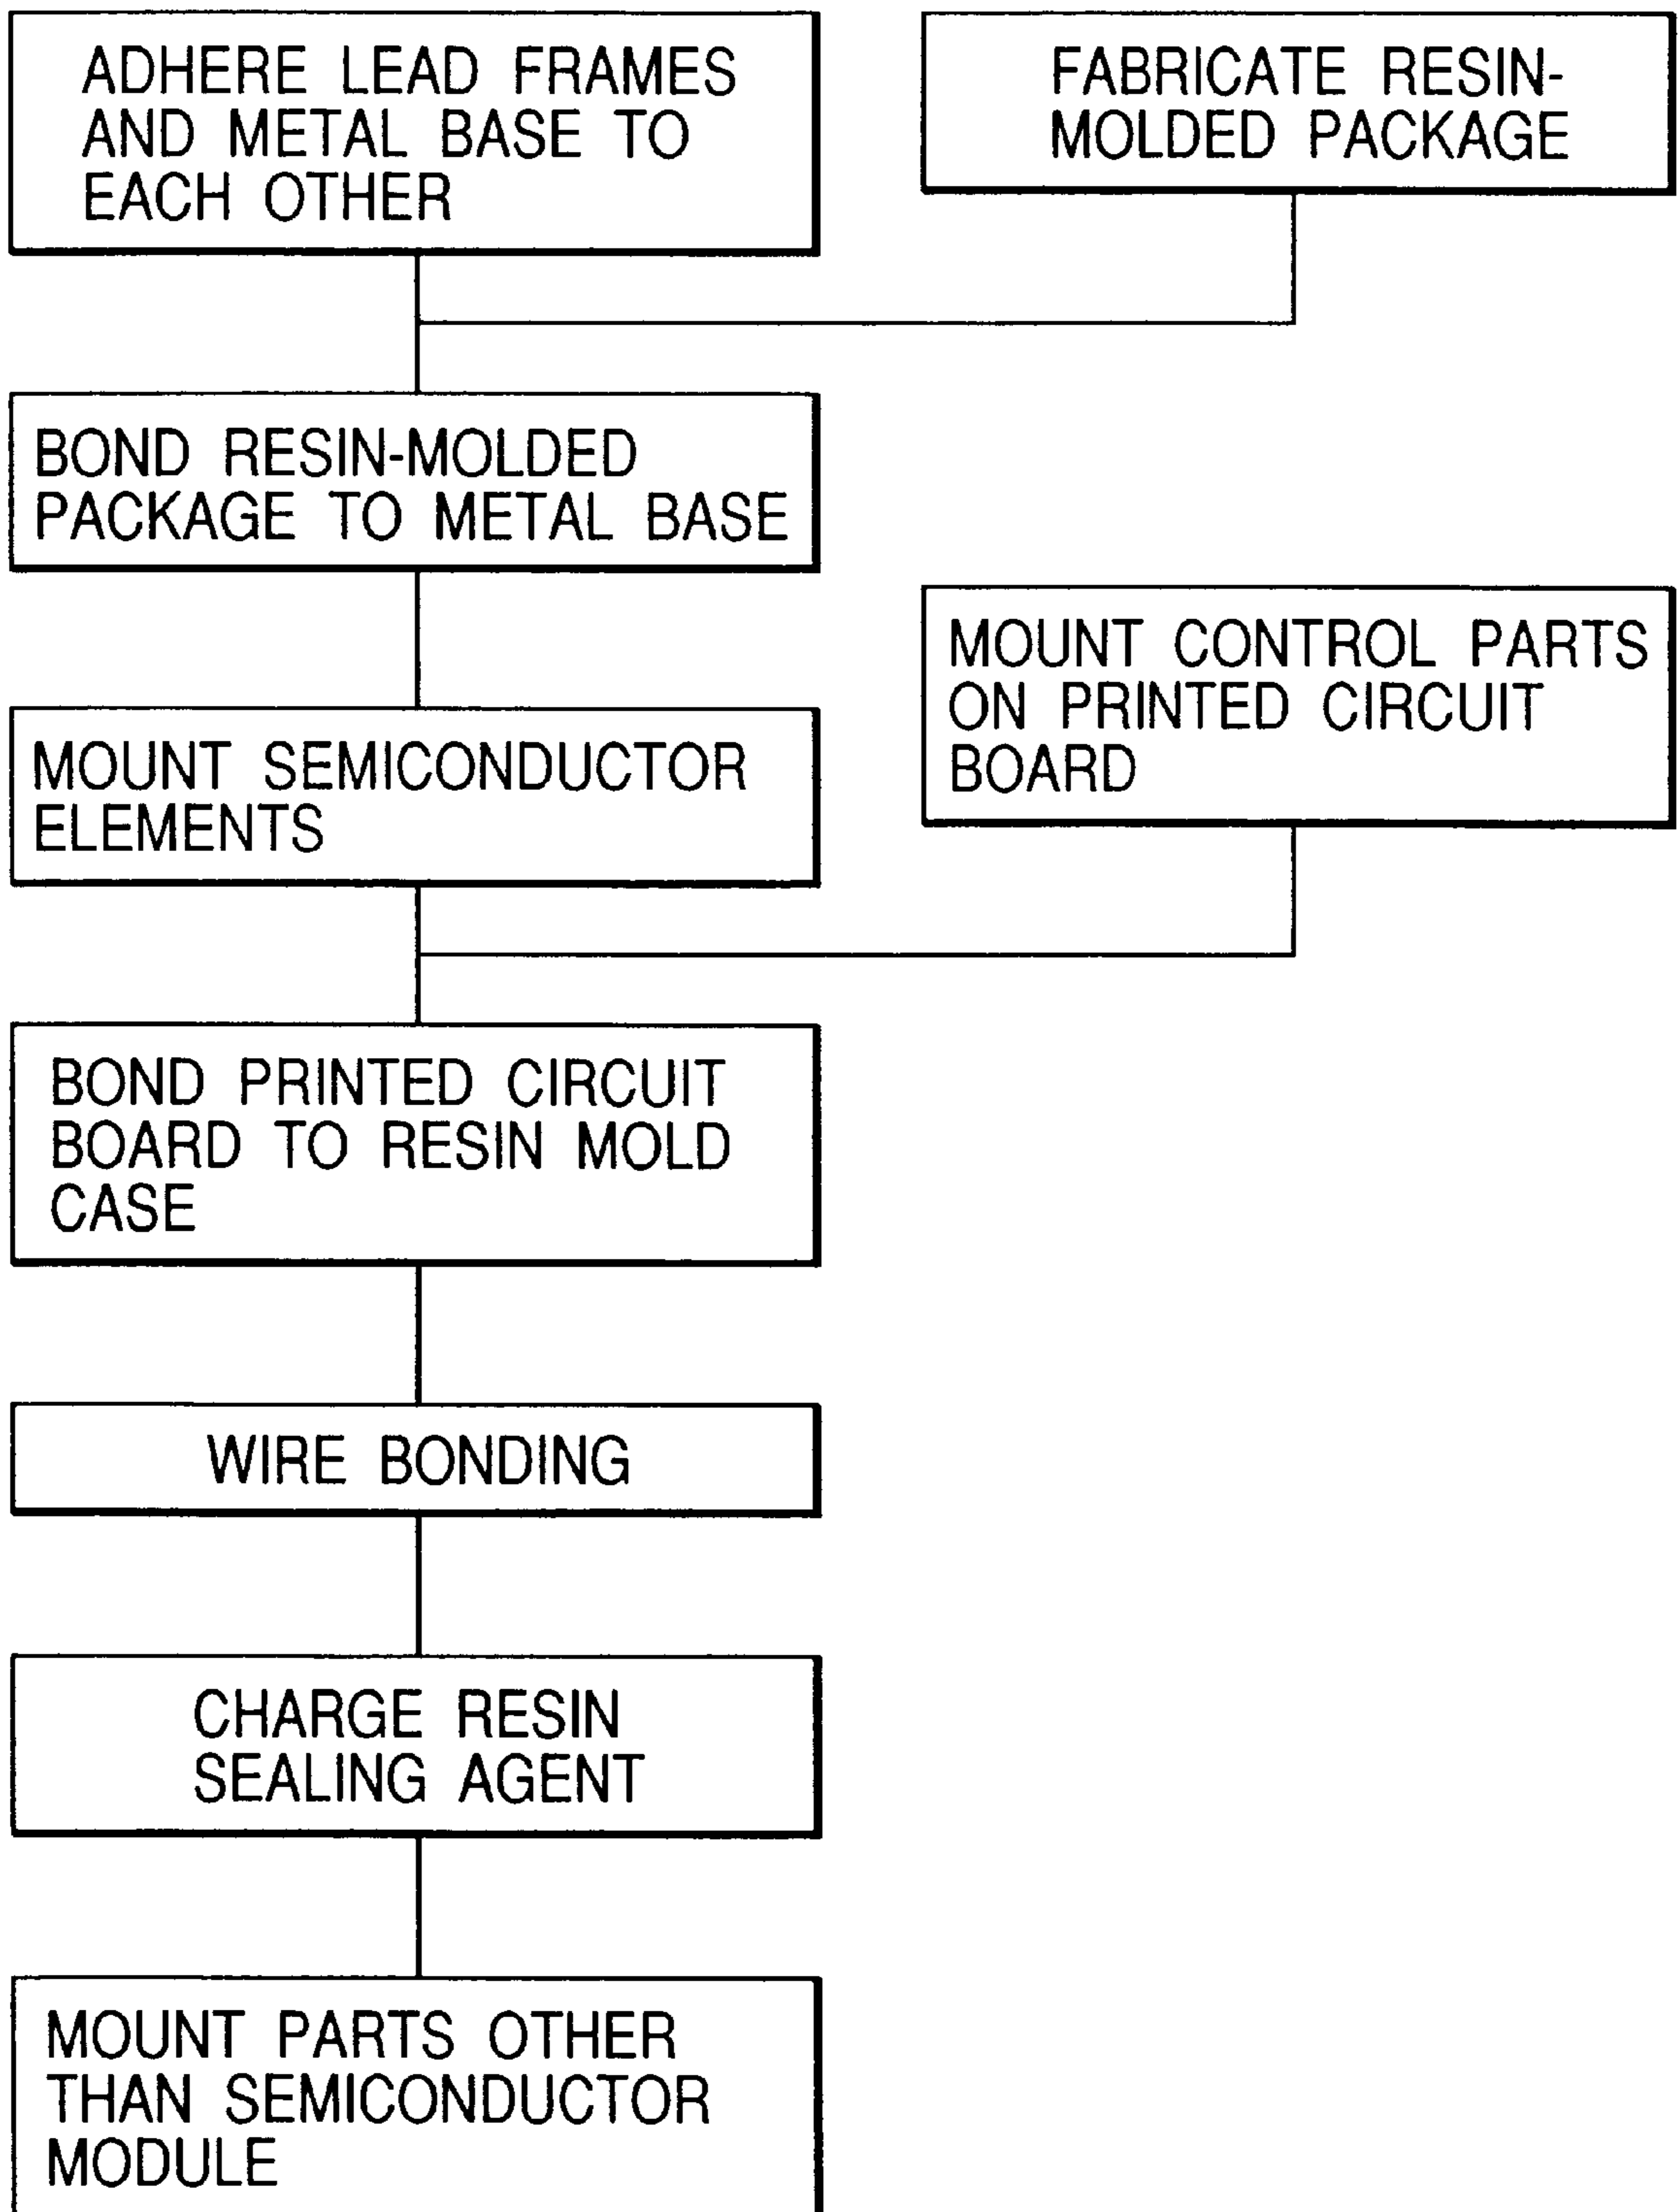 ADHERE LEAD FRAMES
AND METAL BASE TO
EACH OTHER
FABRICATE RESIN-
MOLDED PACKAGE
BOND RESIN-MOLDED
PACKAGE TO METAL BASE
MOUNT SEMICONDUCTOR
ELEMENTS
MOUNT CONTROL PARTS
ON PRINTED CIRCUIT
BOARD
BOND PRINTED CIRCUIT
BOARD TO RESIN MOLD
CASE
WIRE BONDING
CHARGE RESIN
SEALING AGENT
MOUNT PARTS OTHER
THAN SEMICONDUCTOR
MODULE